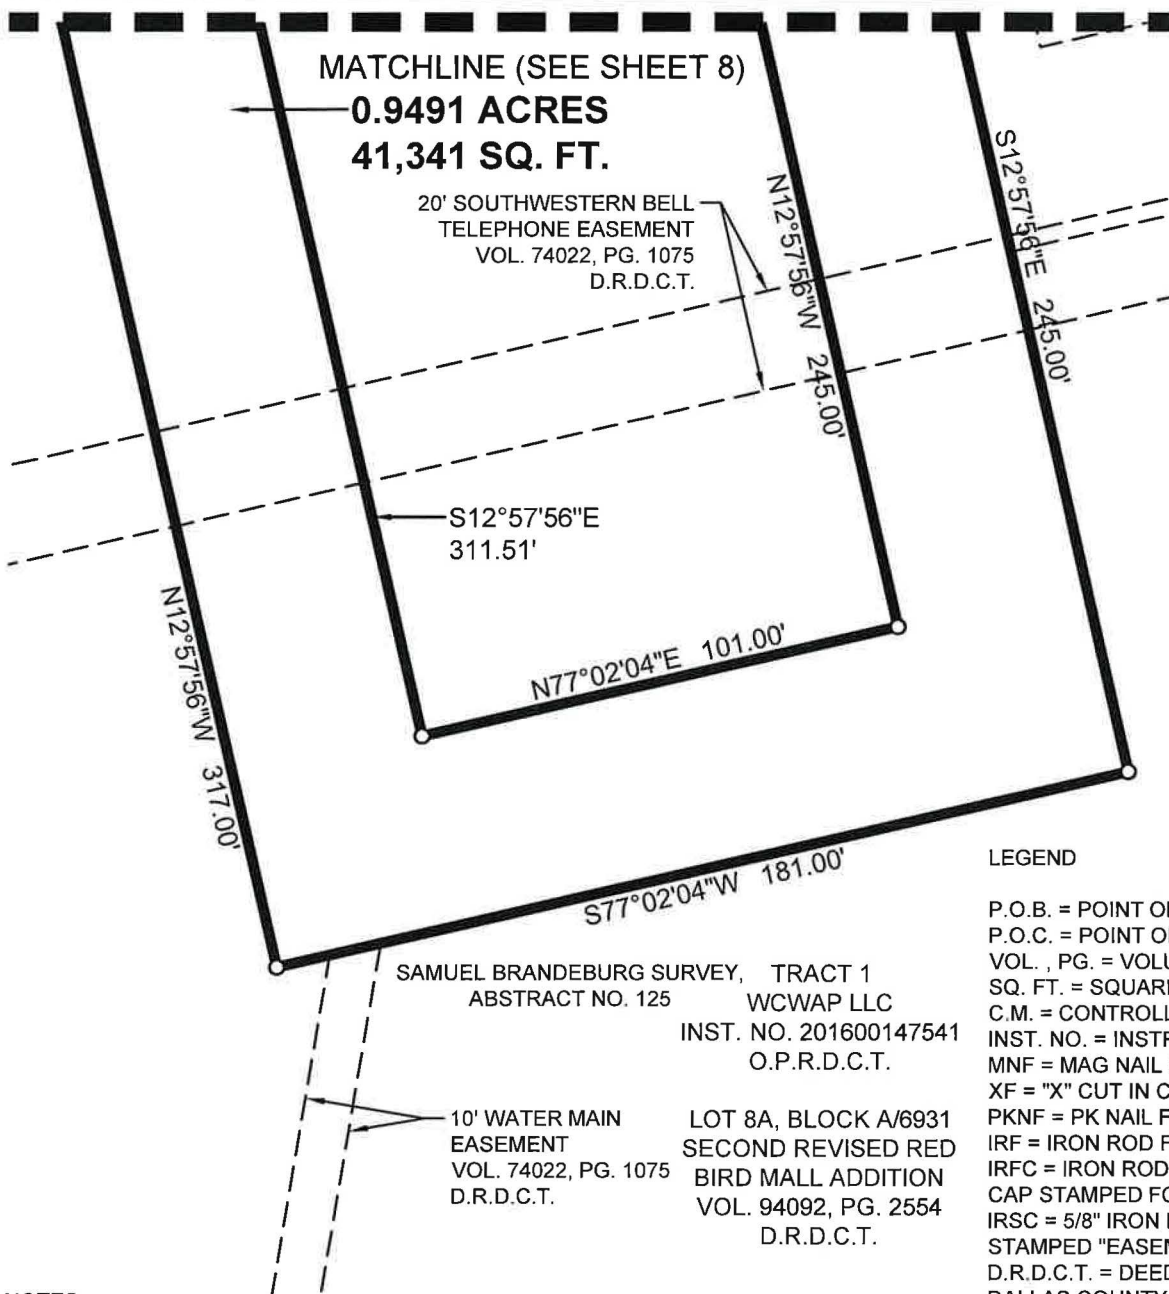 MATCHLINE (SEE SHEET 8)
0.9491 ACRES
41,341 SQ. FT.
20' SOUTHWESTERN BELL
TELEPHONE EASEMENT
VOL. 74022, PG. 1075
D.R.D.C.T.
N12°57'56"W 245.00'
S12°57'56"E 245.00'
S12°57'56"E
311.51'
N12°57'56"W 317.00'
N77°02'04"E 101.00'
S77°02'04"W 181.00'
SAMUEL BRANDEBURG SURVEY,
ABSTRACT NO. 125
TRACT 1
WCWAP LLC
INST. NO. 201600147541
O.P.R.D.C.T.
10' WATER MAIN
EASEMENT
VOL. 74022, PG. 1075
D.R.D.C.T.
LOT 8A, BLOCK A/6931
SECOND REVISED RED
BIRD MALL ADDITION
VOL. 94092, PG. 2554
D.R.D.C.T.
LEGEND
P.O.B. = POINT
P.O.C. = POINT
VOL. , PG. =
SQ. FT. =
C.M. =
INST. NO. =
MNF = MAG NAIL
XF = "X" CUT IN
PKNF = PK NAIL
IRF = IRON ROD
IRFC = IRON ROD
CAP STAMPED
IRSC = 5/8" IRON
STAMPED
D.R.D.C.T. =